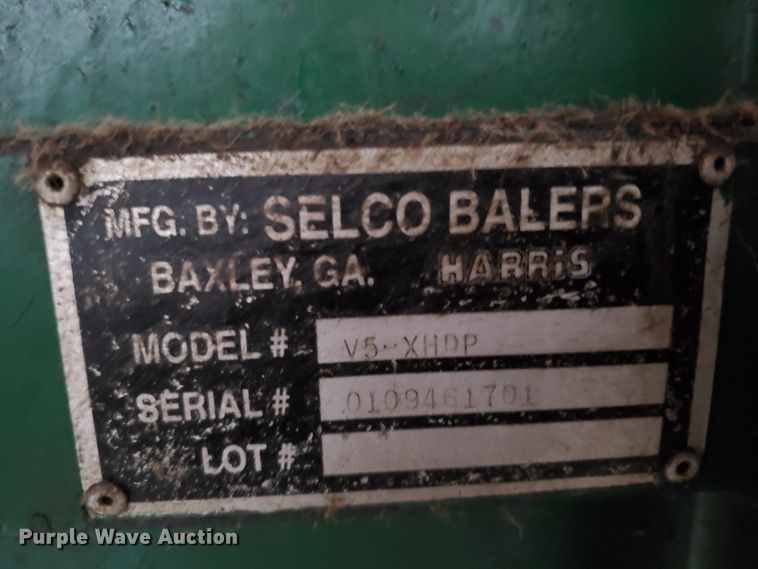 MFG. BY: SELCO BALERS
BAXLEY, GA. HARRIS
MODEL # V5-XHDP
SERIAL # 0109461701
LOT #
Purple Wave Auction